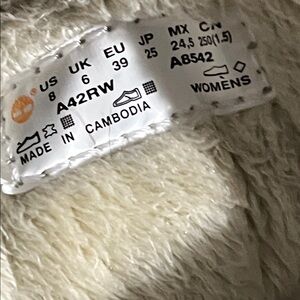 US UK EU JP MX CN
8 6 39 25 24,5 250(1.5)
A42RW A8542
WOMENS
MADE IN CAMBODIA